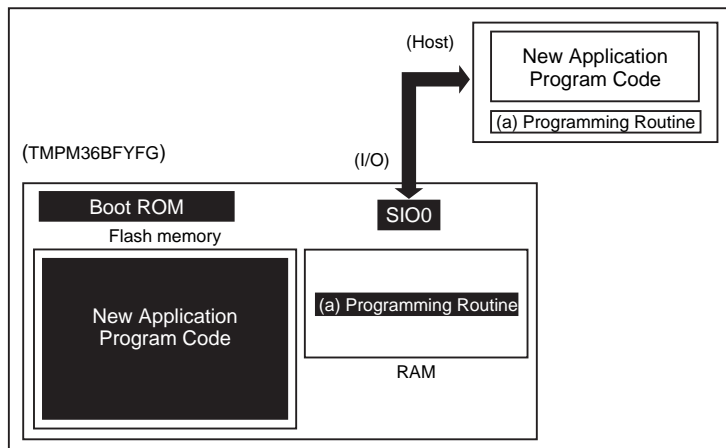 (Host)
New Application
Program Code
(a) Programming Routine
(TMPM36BFYFG)
(I/O)
Boot ROM
SIO0
Flash memory
New Application
Program Code
(a) Programming Routine
RAM